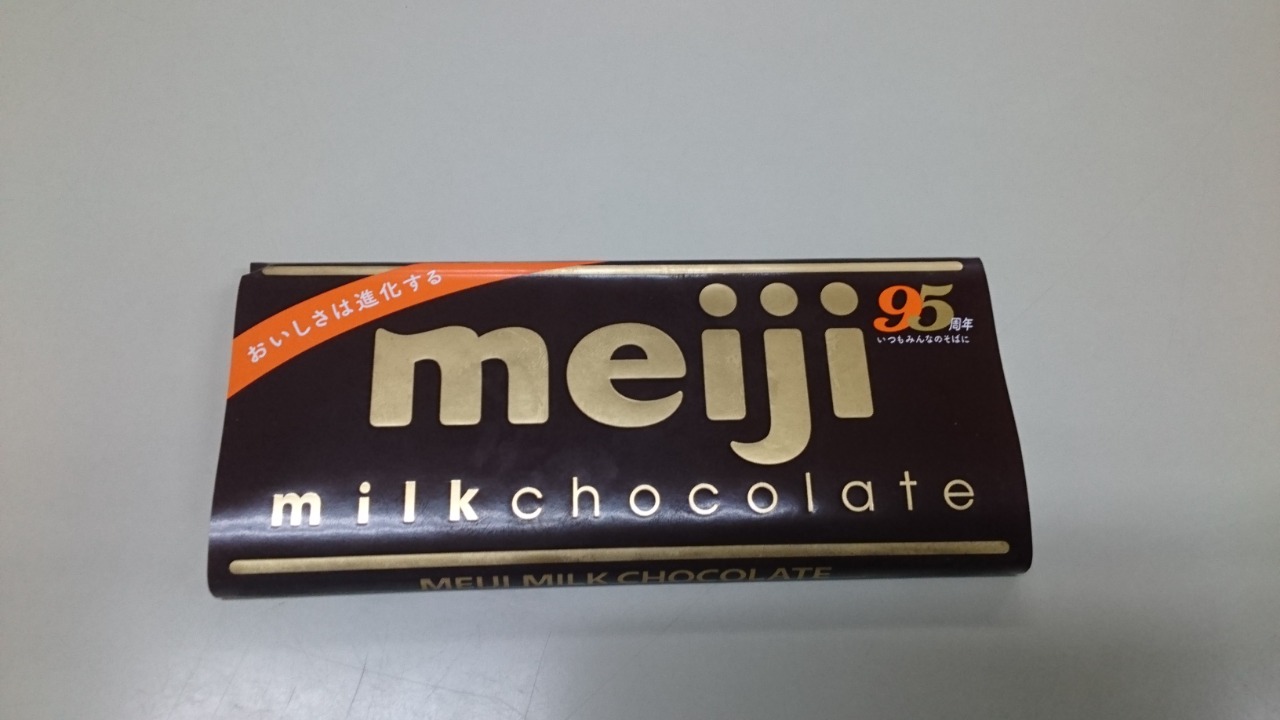 おいしさは進化する
meiji
95周年
いつもみんなのそばに
milkchocolate
MEIJI MILK CHOCOLATE